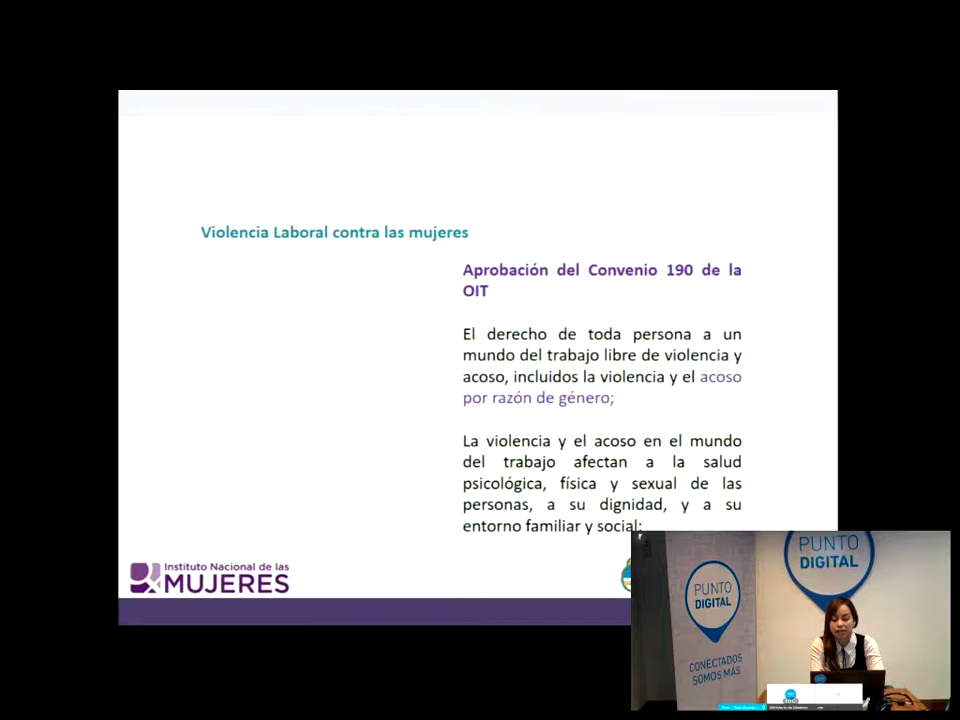 Violencia Laboral contra las mujeres
Aprobación del Convenio 190 de la
OIT
El derecho de toda persona a un
mundo del trabajo libre de violencia y
acoso, incluidos la violencia y el acoso
por razón de género;
La violencia y el acoso en el mundo
del trabajo afectan a la salud
psicológica, física y sexual de las
personas, a su dignidad, y a su
entorno familiar y social;
Instituto Nacional de las
MUJERES
PUNTO
DIGITAL
CONECTADOS
SOMOS MÁS
PUNTO
DIGITAL